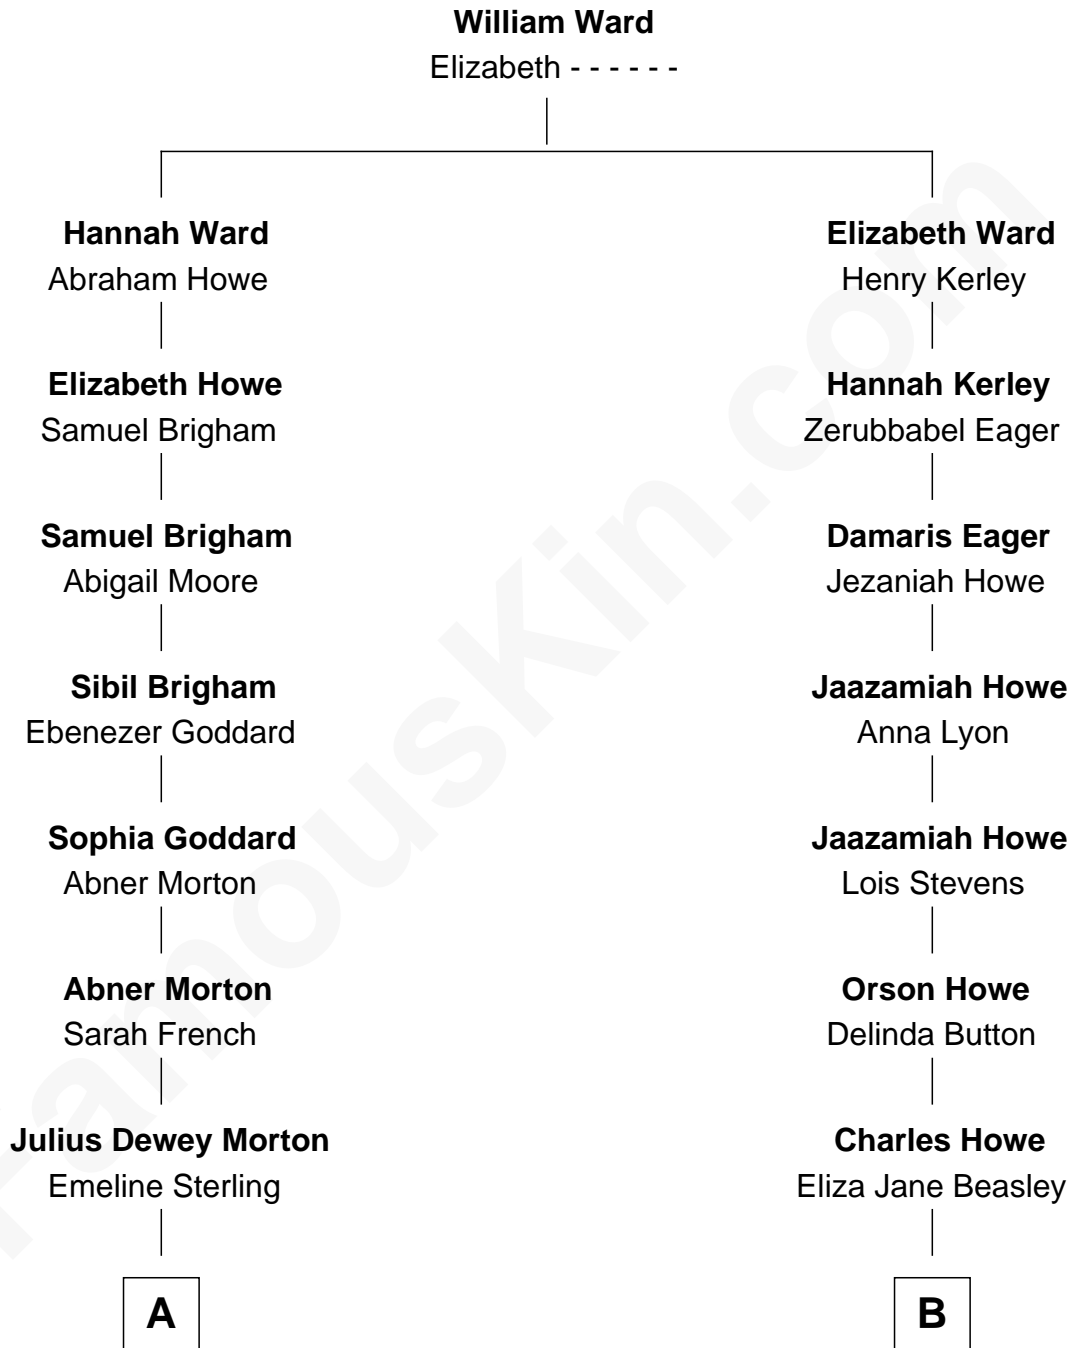 William Ward
Elizabeth - - - - - -
Hannah Ward
Abraham Howe
Elizabeth Ward
Henry Kerley
Elizabeth Howe
Samuel Brigham
Hannah Kerley
Zerubbabel Eager
Samuel Brigham
Abigail Moore
Damaris Eager
Jezaniah Howe
Sibil Brigham
Ebenezer Goddard
Jaazamiah Howe
Anna Lyon
Sophia Goddard
Abner Morton
Jaazamiah Howe
Lois Stevens
Abner Morton
Sarah French
Orson Howe
Delinda Button
Julius Dewey Morton
Emeline Sterling
Charles Howe
Eliza Jane Beasley
A
B
FamousKin.com